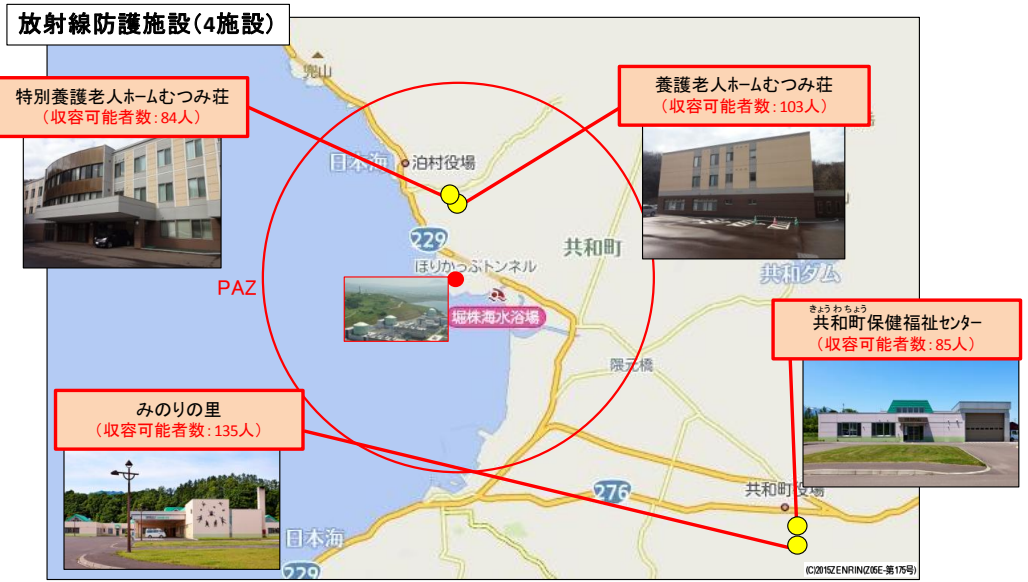 放射線防護施設(4施設)
兜山
特別養護老人ホームむつみ荘
(収容可能者数:84人)
養護老人ホームむつみ荘
(収容可能者数:103人)
日本海
泊村役場
229
共和町
ほりかっぷトンネル
共和ダム
PAZ
堀株海水浴場
きょうわちょう
共和町保健福祉センター
(収容可能者数:85人)
隈元橋
みのりの里
(収容可能者数:135人)
276
共和町役場
日本海
229
(C)2015ZENRIN(Z05E-第175号)